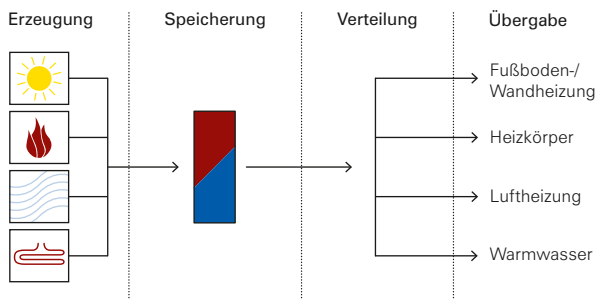 Erzeugung
Speicherung
Verteilung
Übergabe
Fußboden-/
Wandheizung
Heizkörper
Luftheizung
Warmwasser